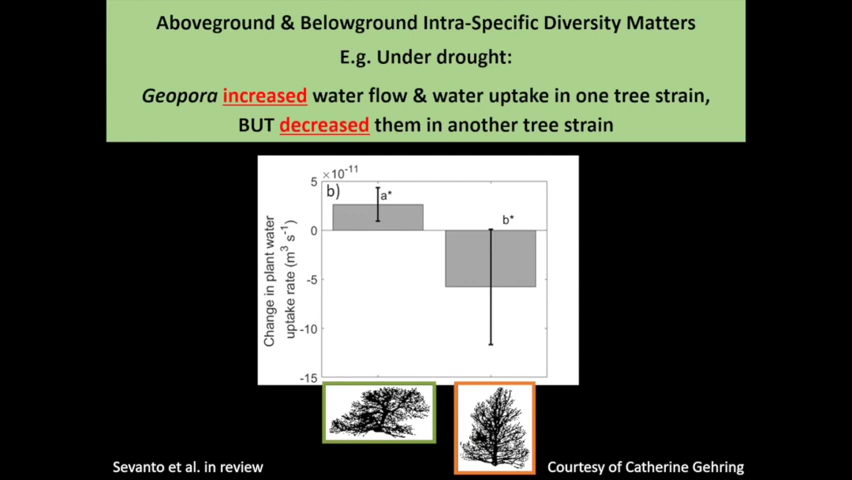 Aboveground & Belowground Intra-Specific Diversity Matters
E.g. Under drought:
Geopora increased water flow & water uptake in one tree strain,
BUT decreased them in another tree strain
×10⁻¹¹
b)
a*
b*
5
0
-5
-10
-15
Change in plant water
uptake rate (m³ s⁻¹)
Sevanto et al. in review
Courtesy of Catherine Gehring